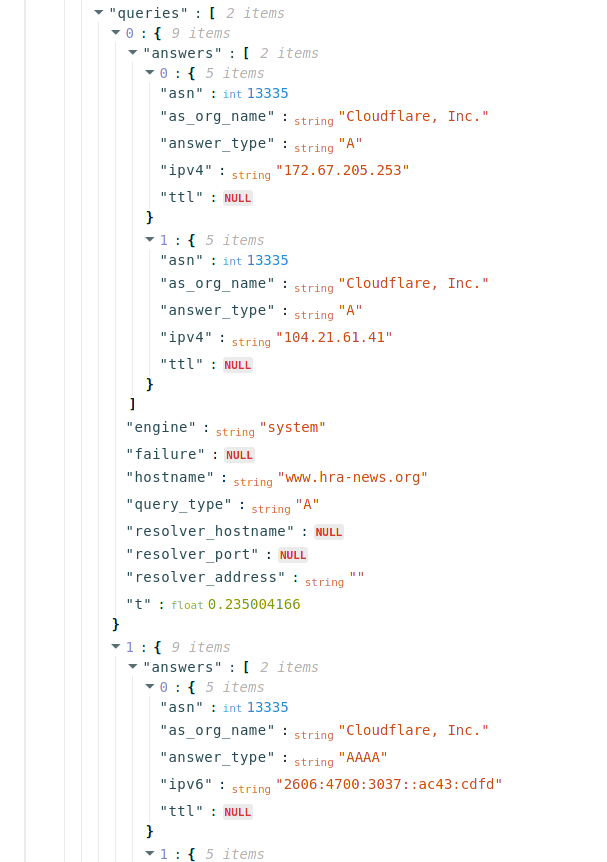 "queries" : [ 2 items
0 : { 9 items
"answers" : [ 2 items
0 : { 5 items
"asn" : int 13335
"as_org_name" : string "Cloudflare, Inc."
"answer_type" : string "A"
"ipv4" : string "172.67.205.253"
"ttl" : NULL
}
1 : { 5 items
"asn" : int 13335
"as_org_name" : string "Cloudflare, Inc."
"answer_type" : string "A"
"ipv4" : string "104.21.61.41"
"ttl" : NULL
}
]
"engine" : string "system"
"failure" : NULL
"hostname" : string "www.hra-news.org"
"query_type" : string "A"
"resolver_hostname" : NULL
"resolver_port" : NULL
"resolver_address" : string ""
"t" : float 0.235004166
}
1 : { 9 items
"answers" : [ 2 items
0 : { 5 items
"asn" : int 13335
"as_org_name" : string "Cloudflare, Inc."
"answer_type" : string "AAAA"
"ipv6" : string "2606:4700:3037::ac43:cdfd"
"ttl" : NULL
}
1 : { 5 items